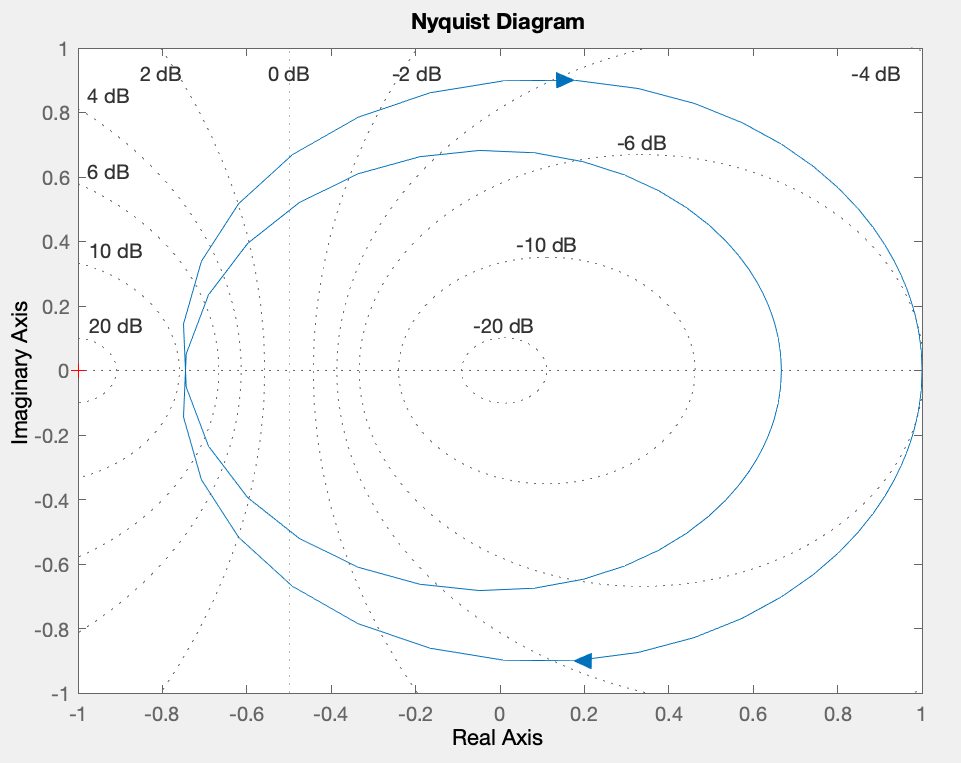 Nyquist Diagram
1
0.8
0.6
0.4
0.2
0
-0.2
-0.4
-0.6
-0.8
-1
Imaginary Axis
2 dB
0 dB
-2 dB
-4 dB
4 dB
6 dB
-6 dB
10 dB
-10 dB
20 dB
-20 dB
-1
-0.8
-0.6
-0.4
-0.2
0
0.2
0.4
0.6
0.8
1
Real Axis